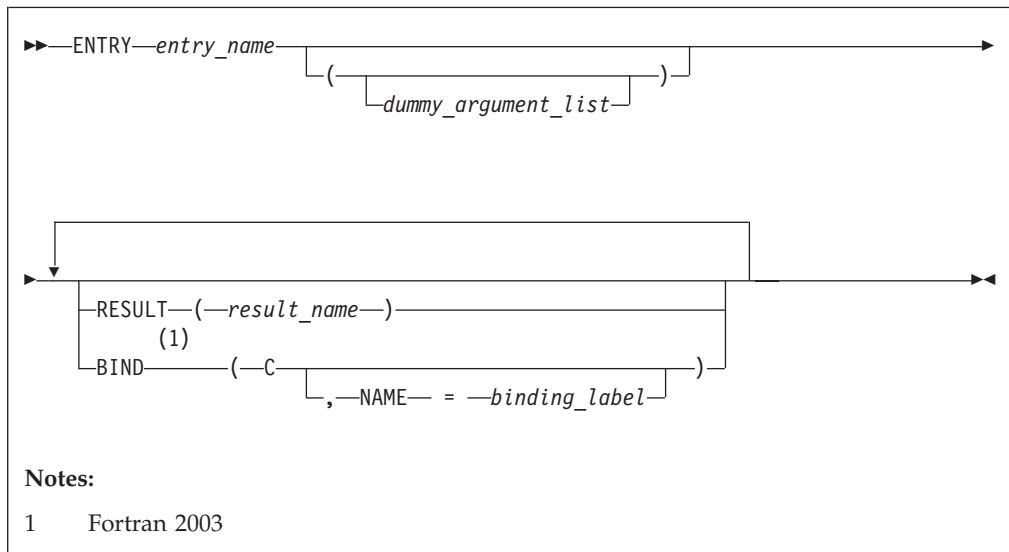 ENTRY entry_name
( )
dummy_argument_list
RESULT ( result_name )
(1)
BIND ( C )
, NAME = binding_label
Notes:
1 Fortran 2003